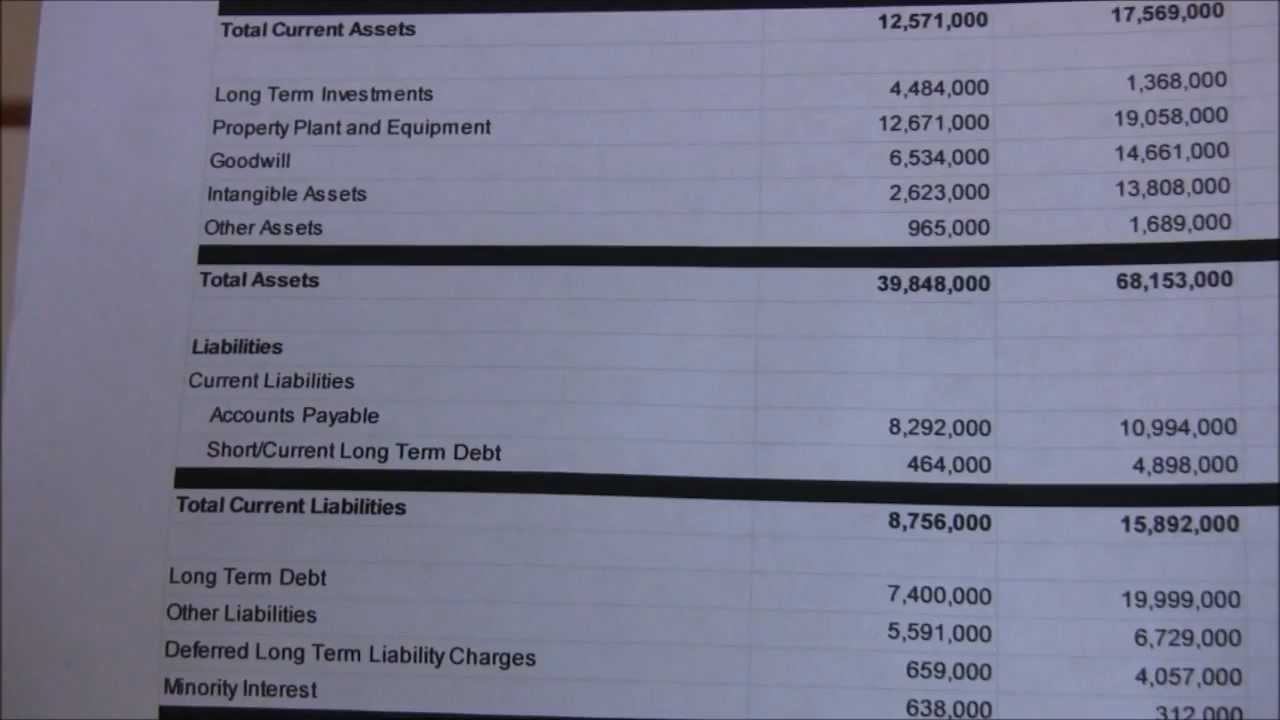 Total Current Assets 12,571,000 17,569,000
Long Term Investments 4,484,000 1,368,000
Property Plant and Equipment 12,671,000 19,058,000
Goodwill 6,534,000 14,661,000
Intangible Assets 2,623,000 13,808,000
Other Assets 965,000 1,689,000
Total Assets 39,848,000 68,153,000
Liabilities
Current Liabilities
Accounts Payable 8,292,000 10,994,000
Short/Current Long Term Debt 464,000 4,898,000
Total Current Liabilities 8,756,000 15,892,000
Long Term Debt 7,400,000 19,999,000
Other Liabilities 5,591,000 6,729,000
Deferred Long Term Liability Charges 659,000 4,057,000
Minority Interest 638,000 312,000